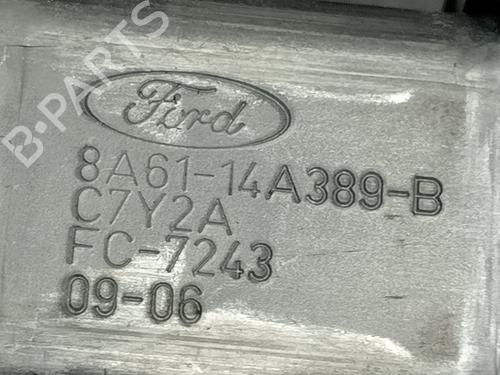 B-PARTS
Ford
8A61-14A389-B
C7Y2A
FC-7243
09-06